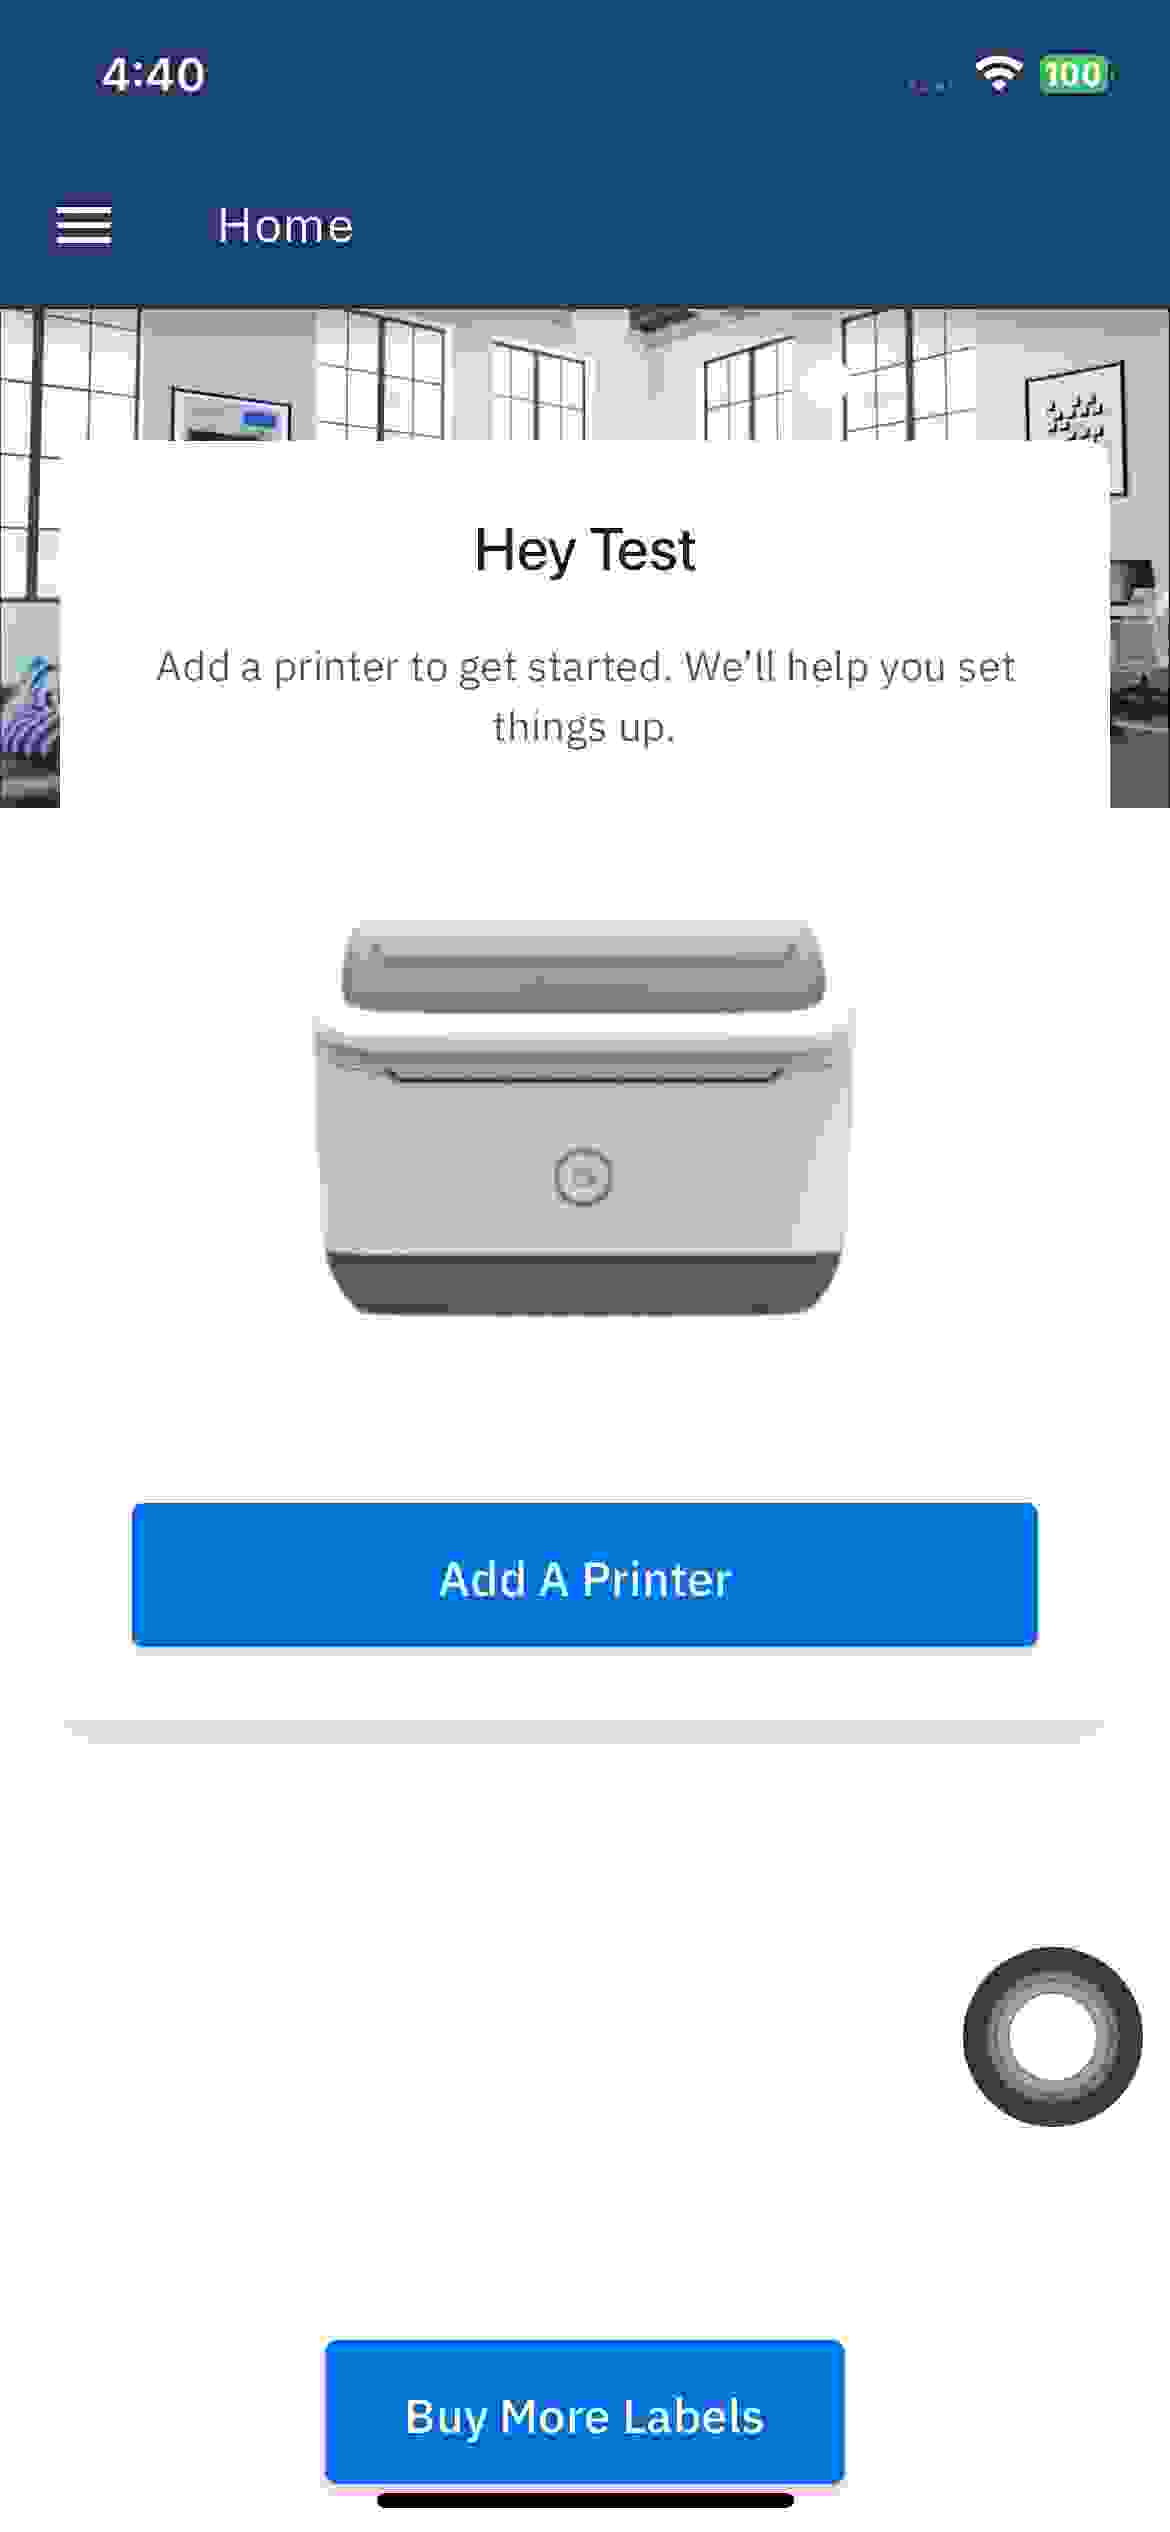 4:40
100
Home
Hey Test
Add a printer to get started. We'll help you set
things up.
Add A Printer
Buy More Labels